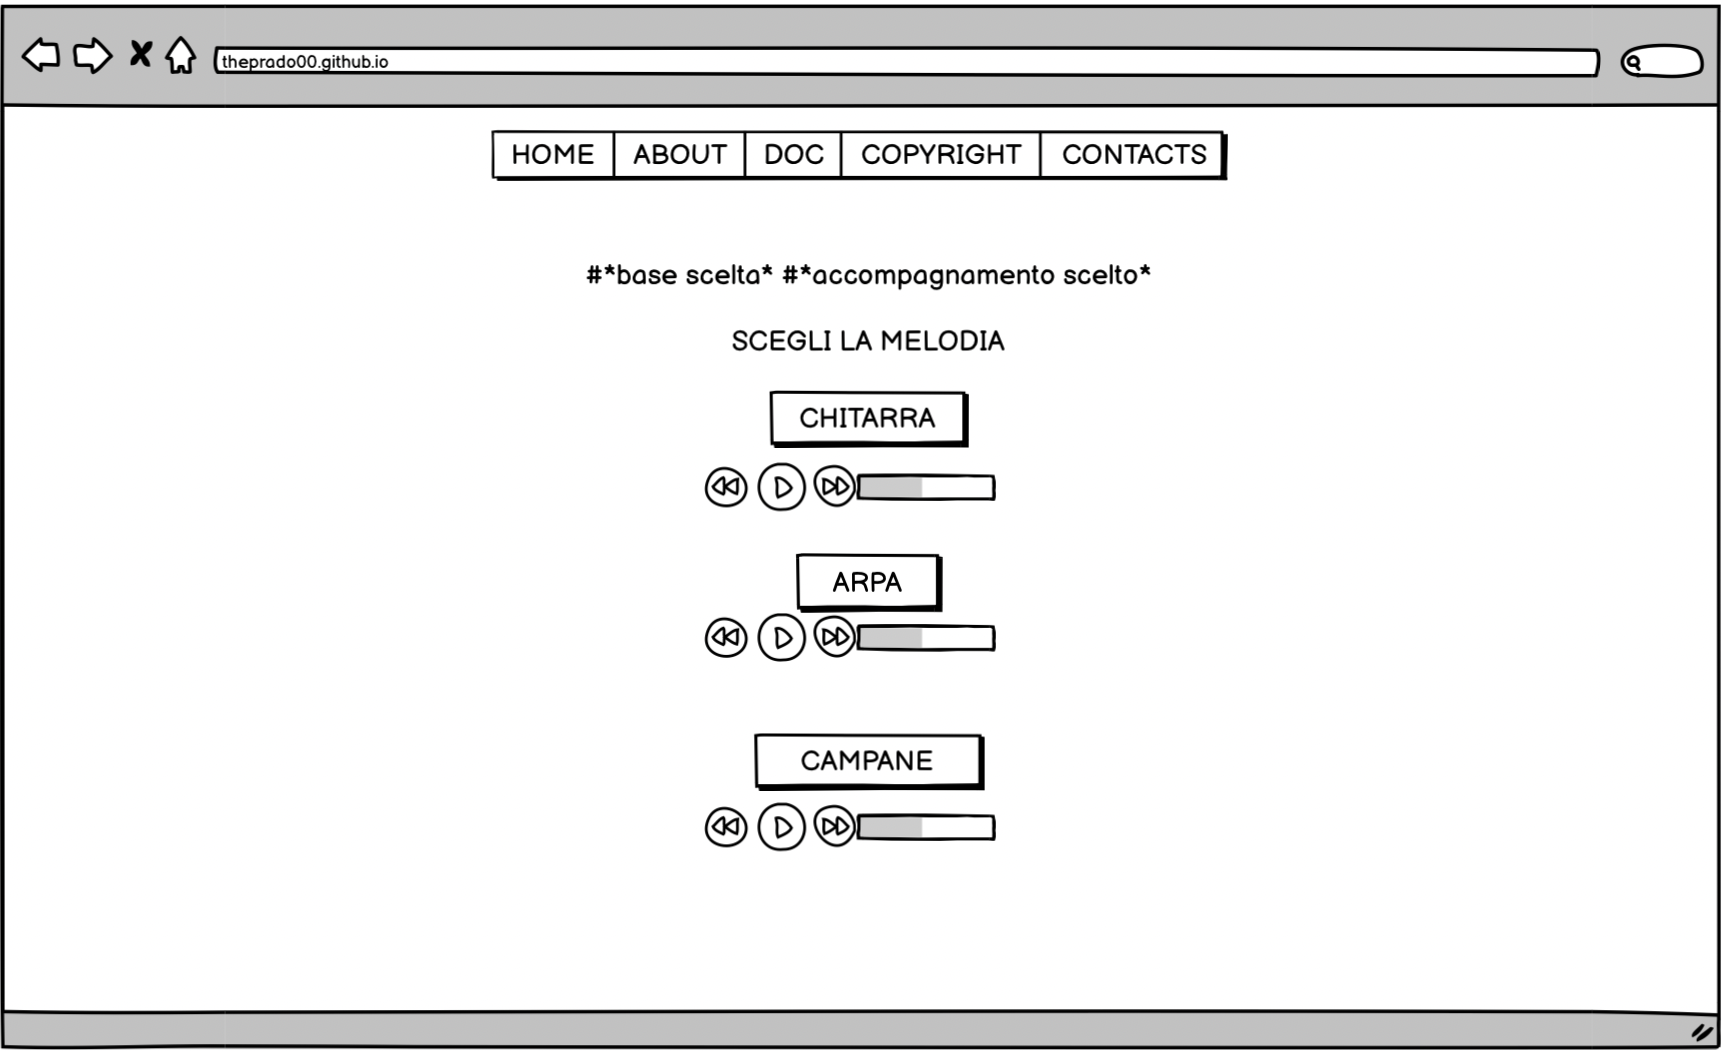 theprado00.github.io
HOME ABOUT DOC COPYRIGHT CONTACTS
#*base scelta* #*accompagnamento scelto*
SCEGLI LA MELODIA
CHITARRA
ARPA
CAMPANE